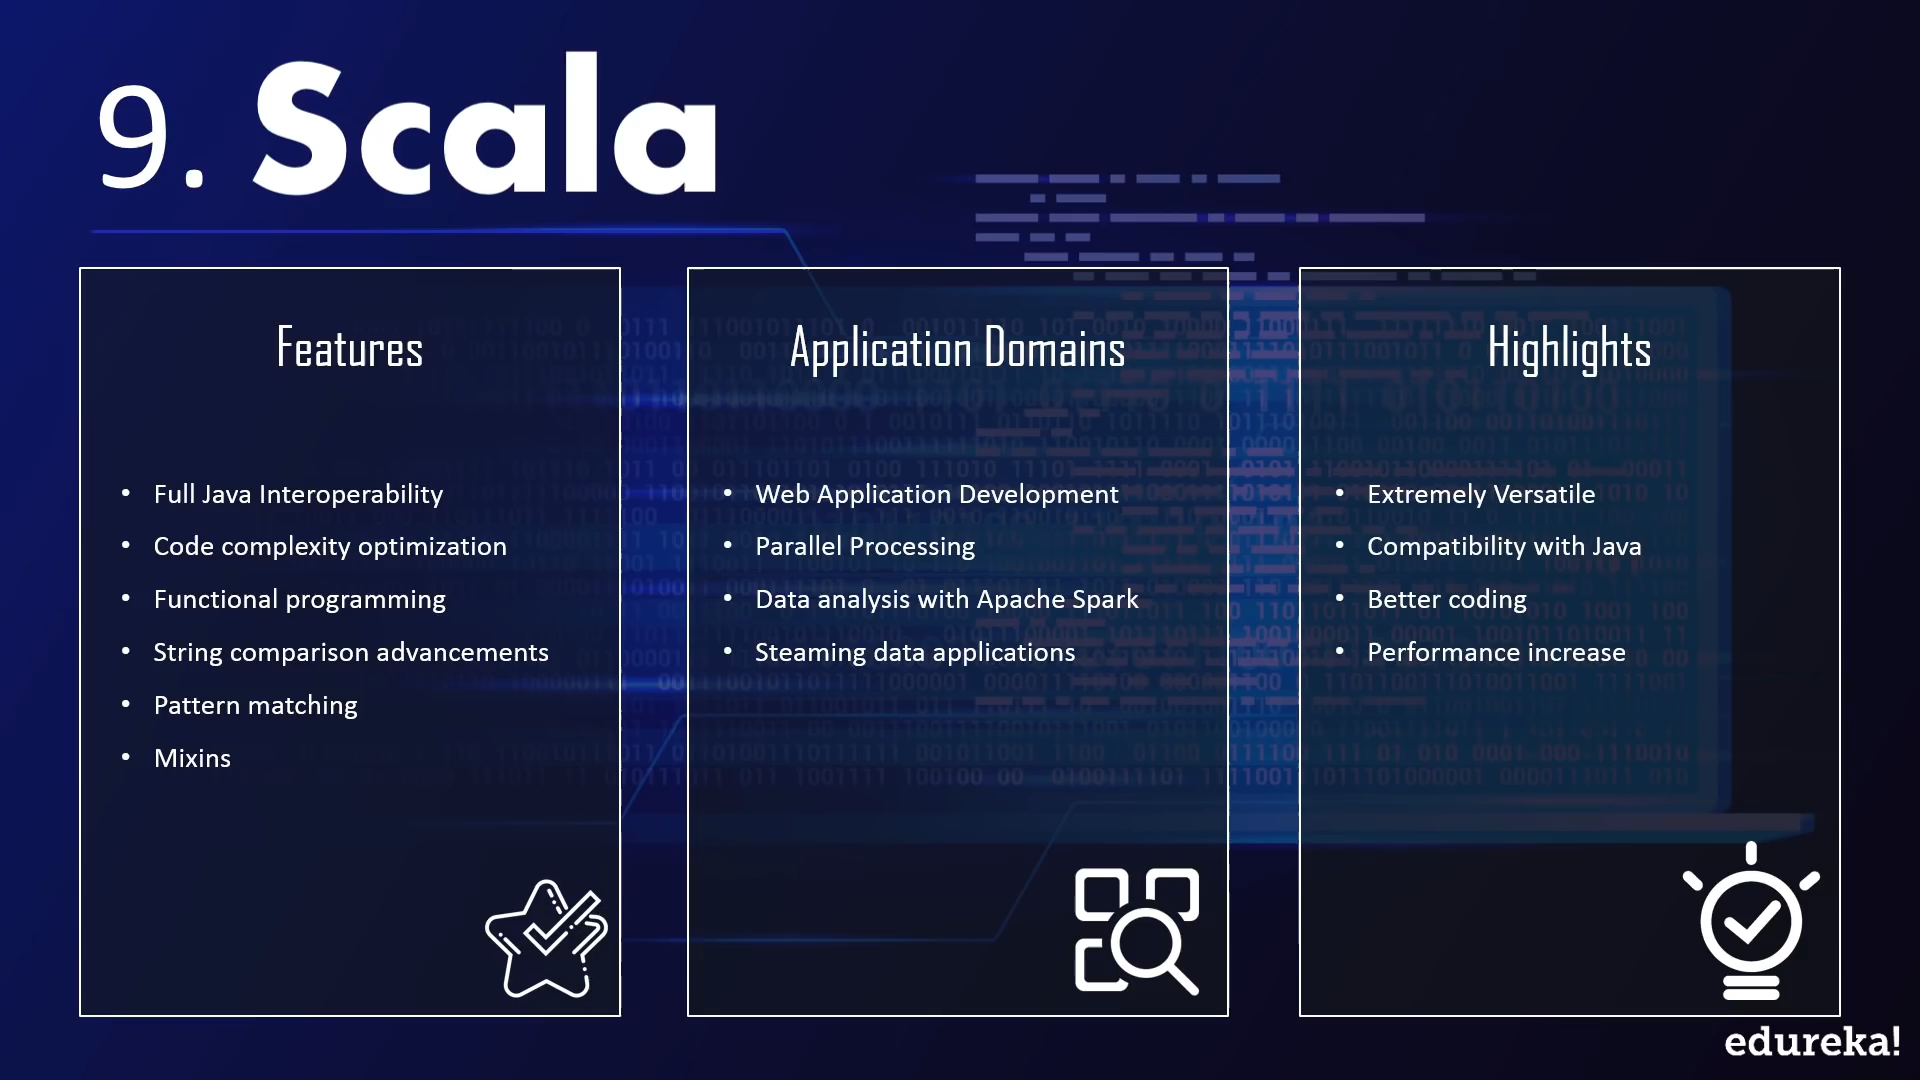 9. Scala
Features
Full Java Interoperability
Code complexity optimization
Functional programming
String comparison advancements
Pattern matching
Mixins
Application Domains
Web Application Development
Parallel Processing
Data analysis with Apache Spark
Steaming data applications
Highlights
Extremely Versatile
Compatibility with Java
Better coding
Performance increase
edureka!